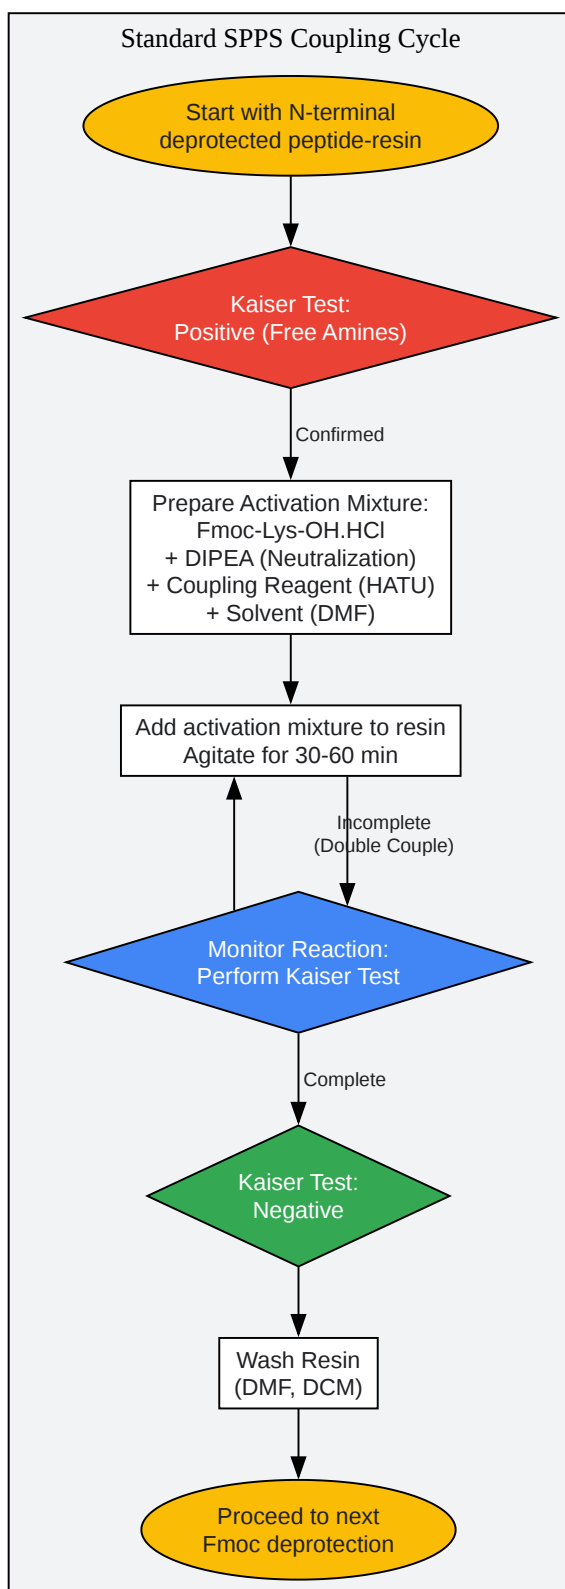 Standard SPPS Coupling Cycle
Start with N-terminal
deprotected peptide-resin
Kaiser Test:
Positive (Free Amines)
Confirmed
Prepare Activation Mixture:
Fmoc-Lys-OH.HCl
+ DIPEA (Neutralization)
+ Coupling Reagent (HATU)
+ Solvent (DMF)
Add activation mixture to resin
Agitate for 30-60 min
Incomplete
(Double Couple)
Monitor Reaction:
Perform Kaiser Test
Complete
Kaiser Test:
Negative
Wash Resin
(DMF, DCM)
Proceed to next
Fmoc deprotection